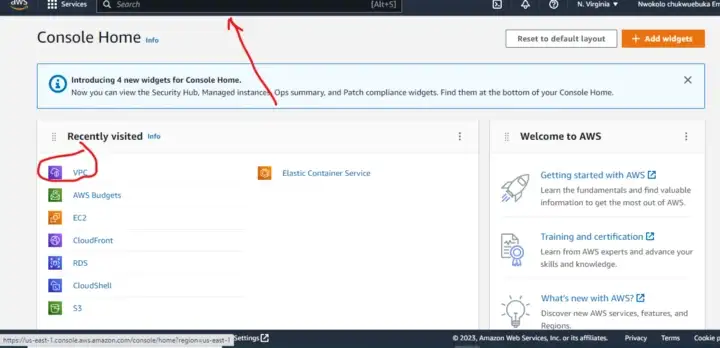 aws
Services
Search
[Alt+S]
N. Virginia
Nwokolo chukwuebuka Em
Console Home Info
Reset to default layout
+ Add widgets
Introducing 4 new widgets for Console Home.
Now you can view the Security Hub, Managed instances, Ops summary, and Patch compliance widgets. Find them at the bottom of your Console Home.
Recently visited Info
VPC
AWS Budgets
EC2
CloudFront
RDS
CloudShell
S3
Elastic Container Service
Welcome to AWS
Getting started with AWS
Learn the fundamentals and find valuable
information to get the most out of AWS.
Training and certification
Learn from AWS experts and advance your
skills and knowledge.
What's new with AWS?
Discover new AWS services, features, and
Regions.
https://us-east-1.console.aws.amazon.com/console/home?region=us-east-1
Settings
© 2023, Amazon Web Services, Inc. or its affiliates.
Privacy
Terms
Cookie p